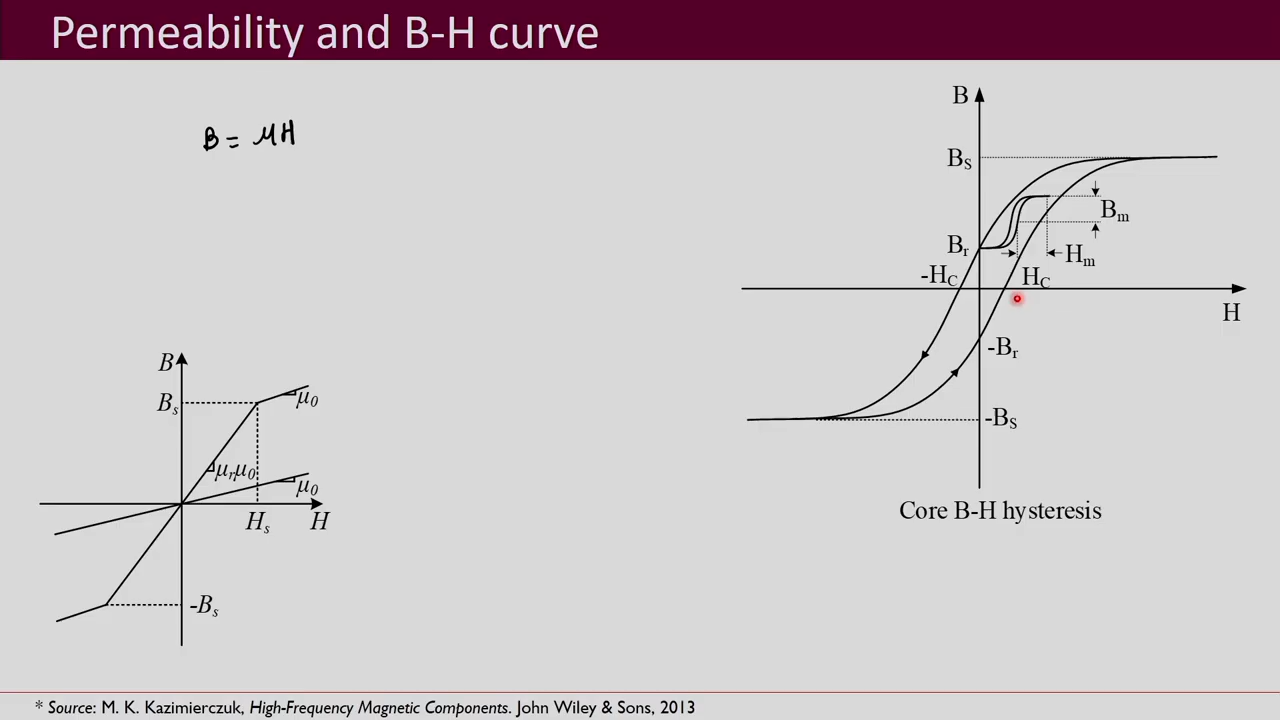 Permeability and B-H curve
B = μH
B
B_S
B_m
B_r
H_m
-H_C
H_C
H
-B_r
-B_S
Core B-H hysteresis
B
B_s
μ_0
μ_rμ_0
μ_0
H_s
H
-B_s
* Source: M. K. Kazimierczuk, High-Frequency Magnetic Components. John Wiley & Sons, 2013